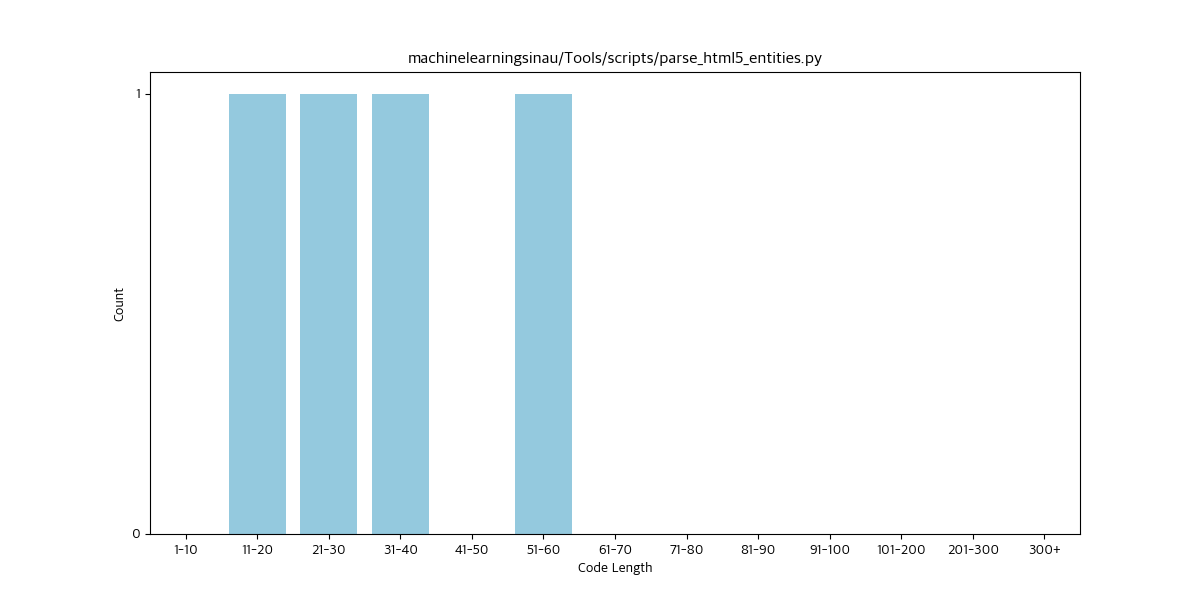 machinelearningsinau/Tools/scripts/parse_html5_entities.py
Count
1
0
1-10 11-20 21-30 31-40 41-50 51-60 61-70 71-80 81-90 91-100 101-200 201-300 300+
Code Length